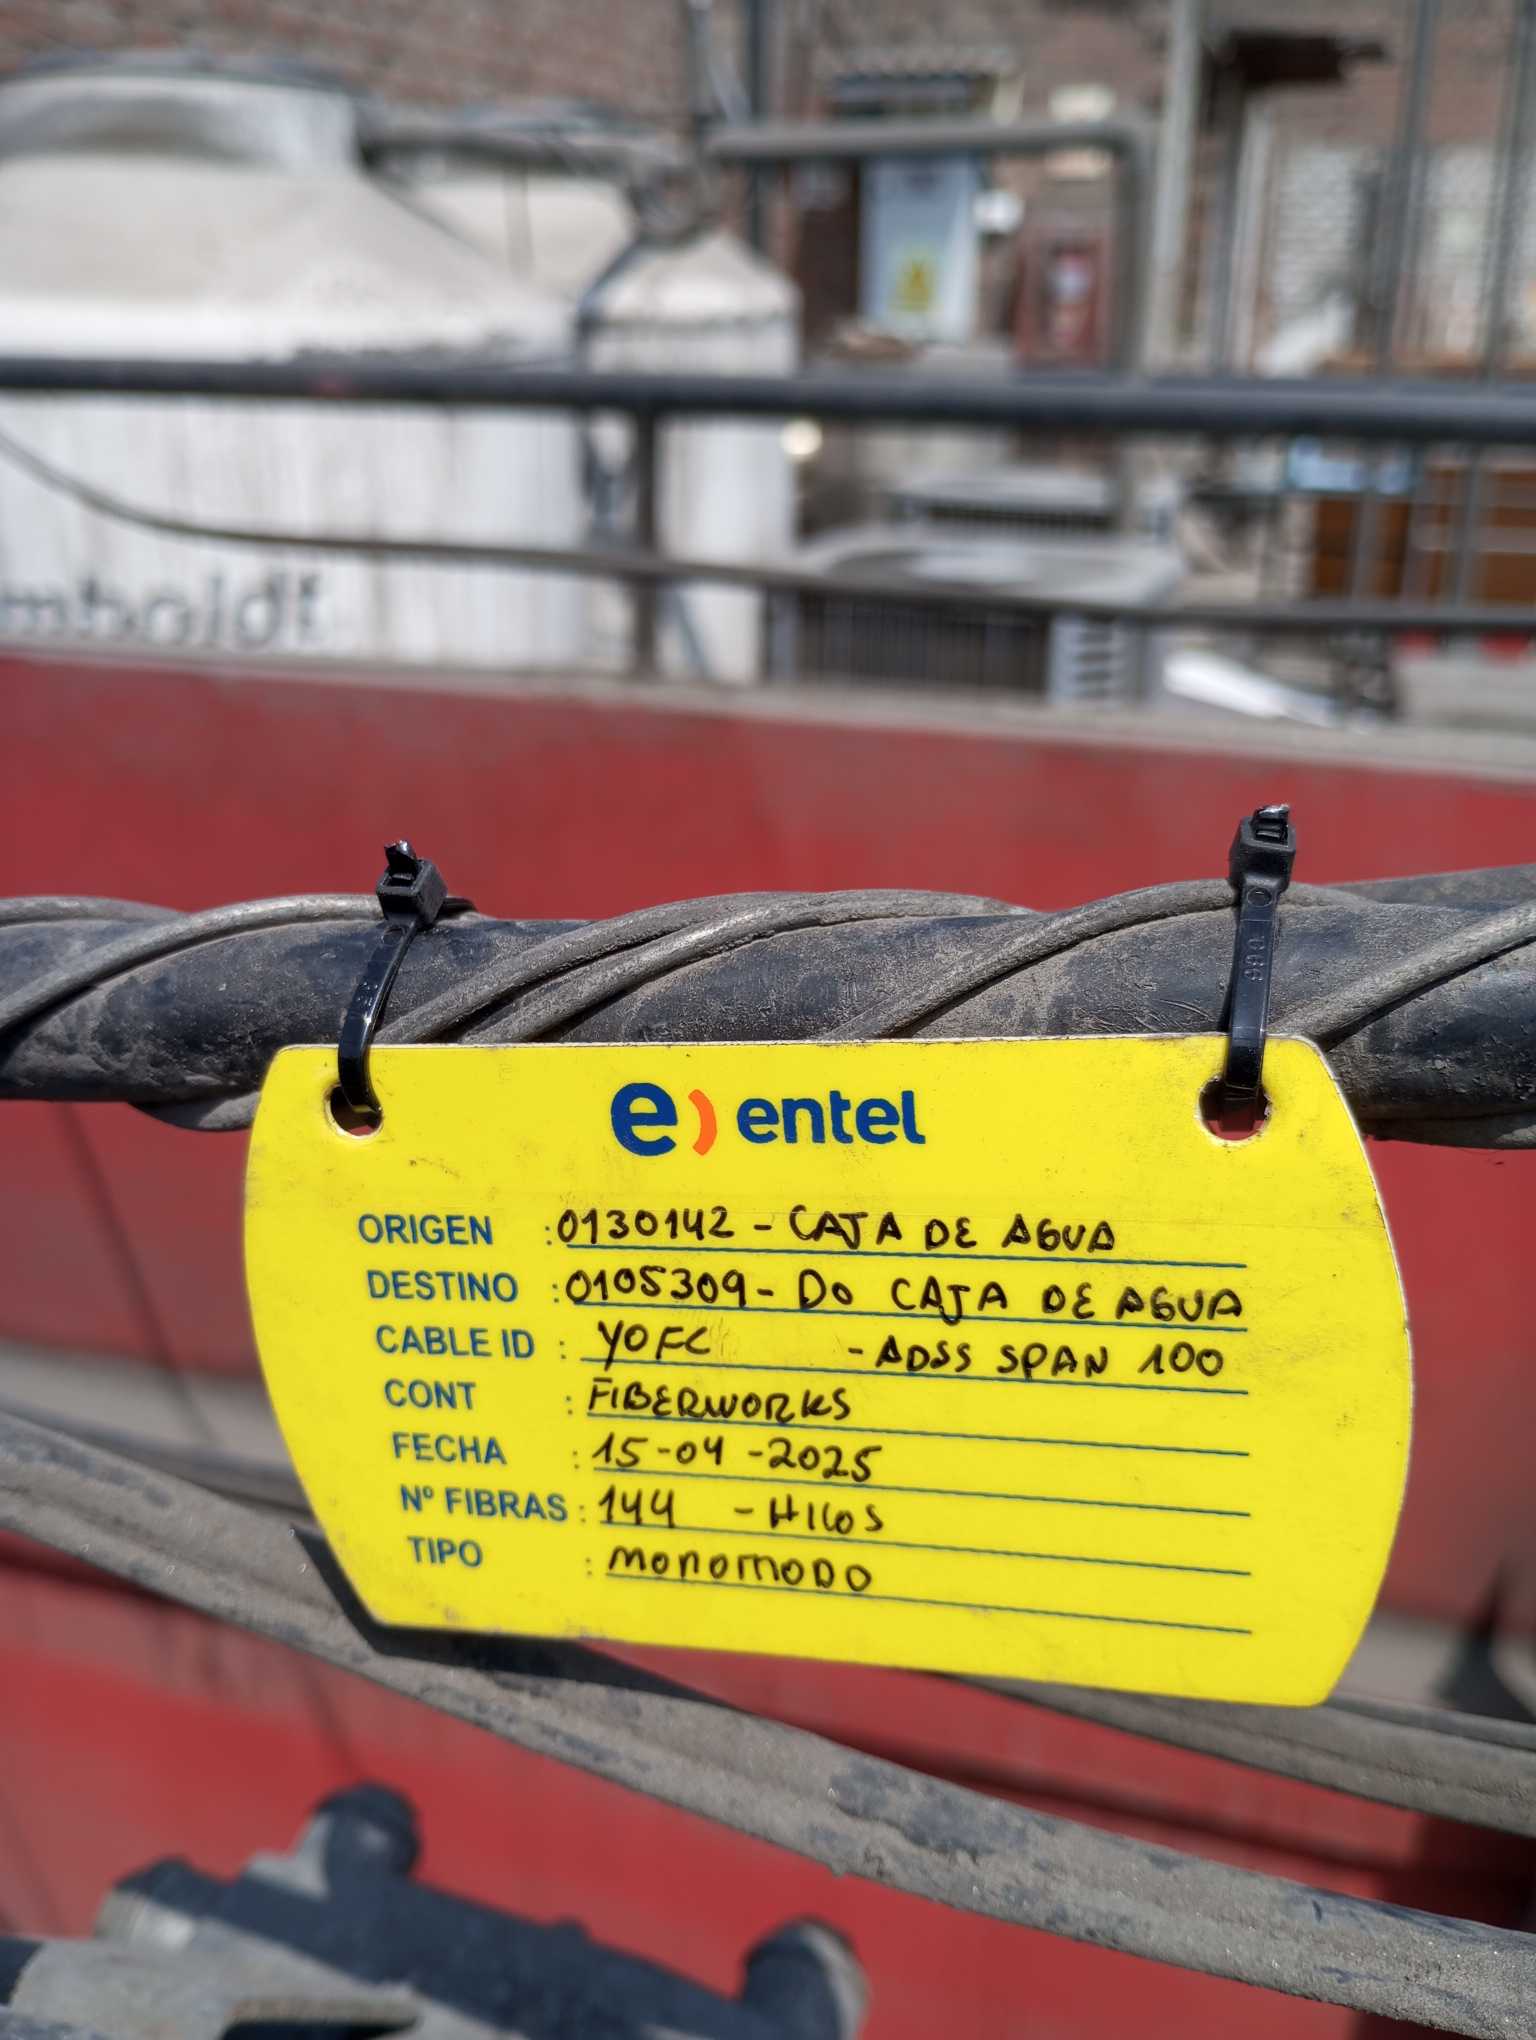 mboldt
e) entel
ORIGEN : 0130142 - CAJA DE AGUA
DESTINO : 0105309 - DO CAJA DE AGUA
CABLE ID : YOFC - ADSS SPAN 100
CONT : FIBERWORKS
FECHA : 15-04-2025
Nº FIBRAS : 144 - HILOS
TIPO : MONOMODO